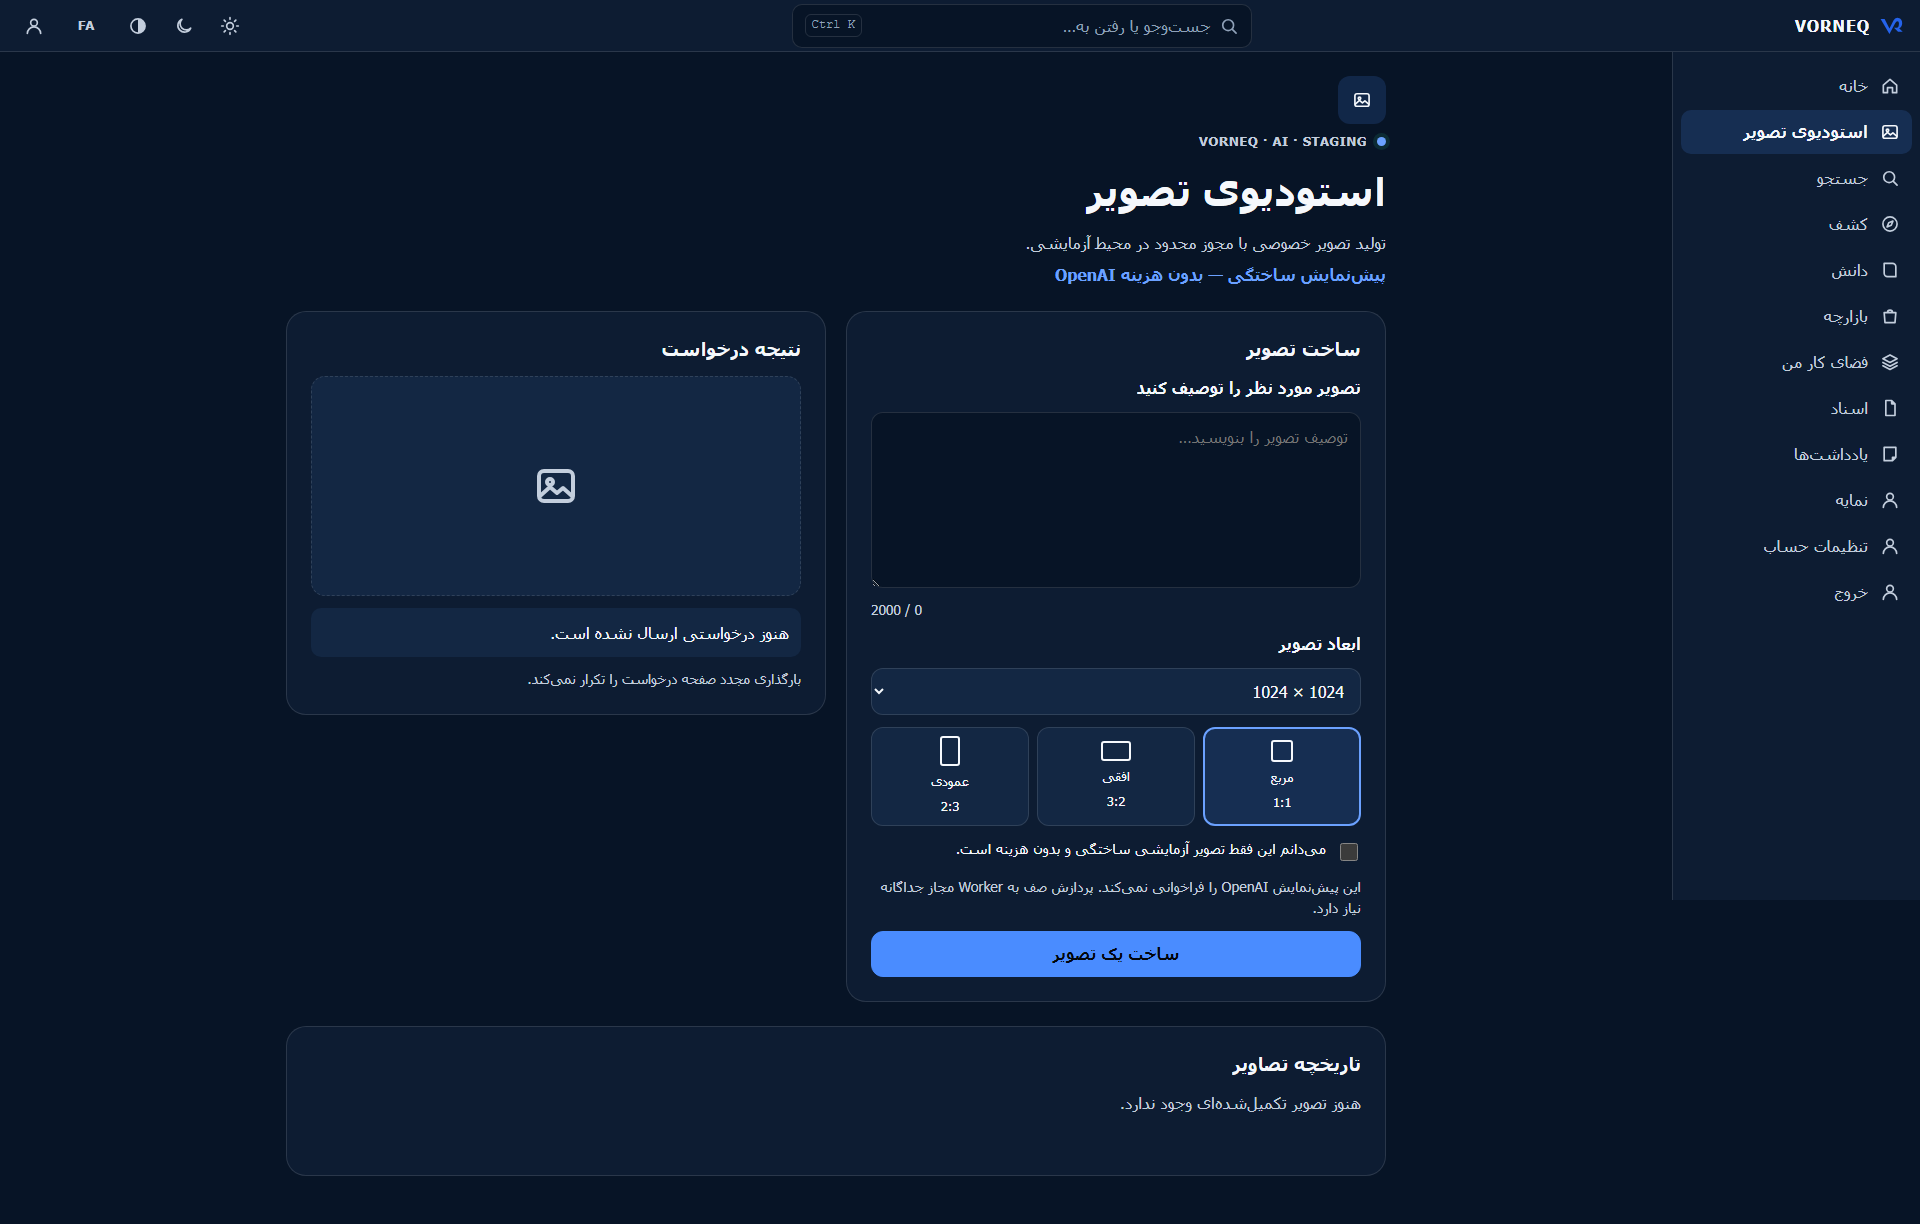 VORNEQ
جست‌وجو یا رفتن به...
Ctrl K
FA
خانه
استودیوی تصویر
جستجو
کشف
دانش
بازارچه
فضای کار من
اسناد
یادداشت‌ها
نمایه
تنظیمات حساب
خروج
VORNEQ · AI · STAGING
استودیوی تصویر
تولید تصویر خصوصی با مجوز محدود در محیط آزمایشی.
پیش‌نمایش ساختگی — بدون هزینه OpenAI
ساخت تصویر
تصویر مورد نظر را توصیف کنید
توصیف تصویر را بنویسید...
2000 / 0
ابعاد تصویر
1024 × 1024
مربع
1:1
افقی
3:2
عمودی
2:3
می‌دانم این فقط تصویر آزمایشی ساختگی و بدون هزینه است.
این پیش‌نمایش OpenAI را فراخوانی نمی‌کند. پردازش صف به Worker مجاز جداگانه
نیاز دارد.
ساخت یک تصویر
نتیجه درخواست
هنوز درخواستی ارسال نشده است.
بارگذاری مجدد صفحه درخواست را تکرار نمی‌کند.
تاریخچه تصاویر
هنوز تصویر تکمیل‌شده‌ای وجود ندارد.